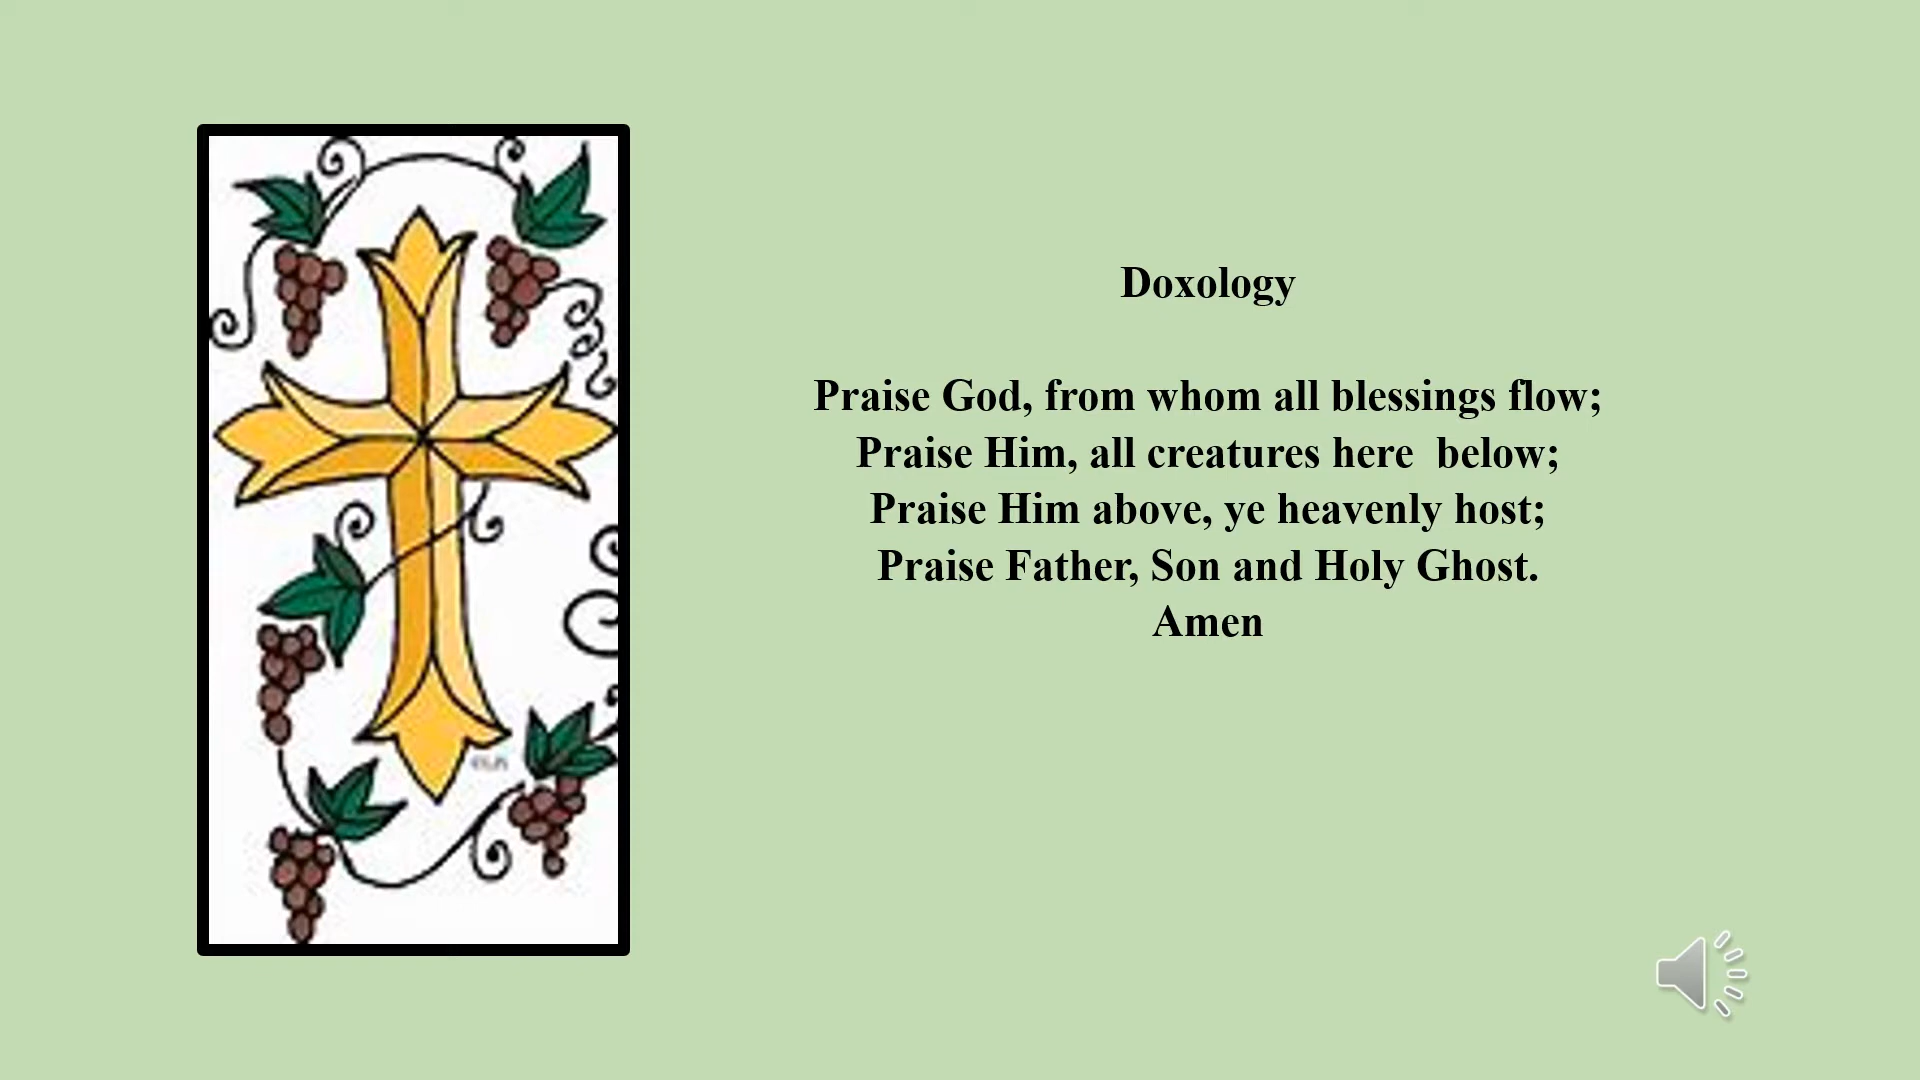 Doxology
Praise God, from whom all blessings flow;
Praise Him, all creatures here  below;
Praise Him above, ye heavenly host;
Praise Father, Son and Holy Ghost.
Amen